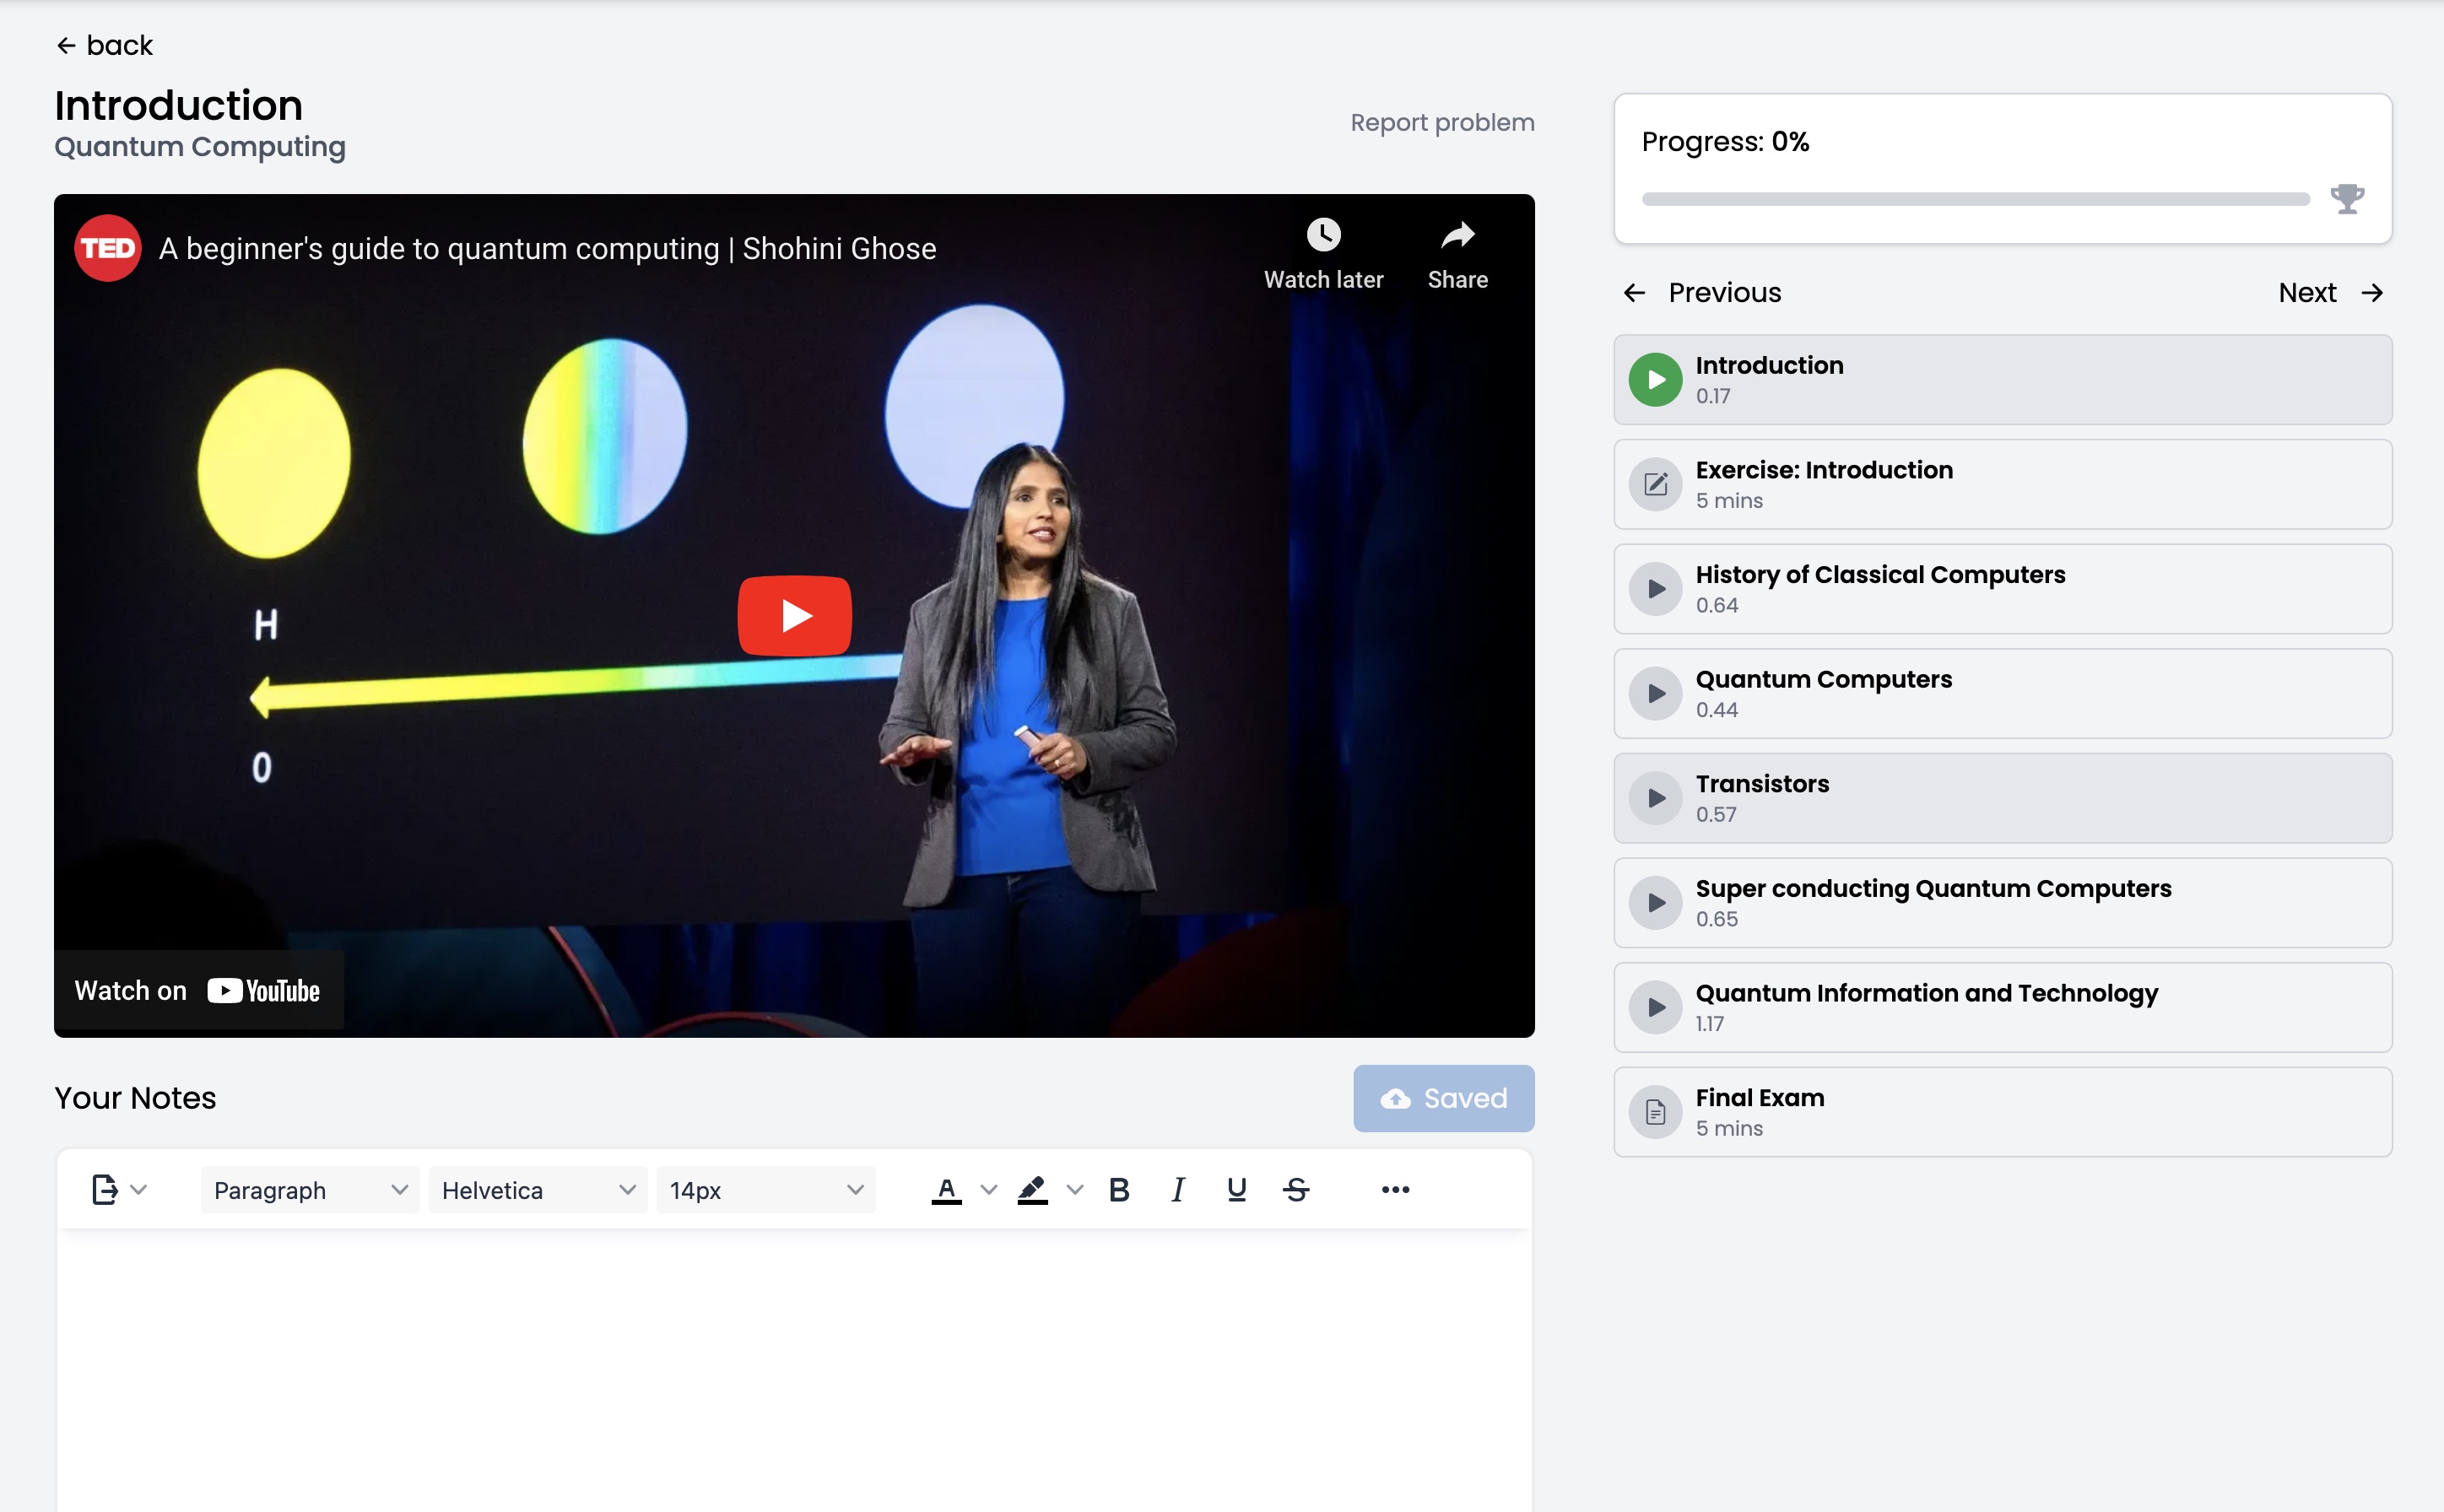 ← back
Introduction
Quantum Computing
Report problem
TED
A beginner's guide to quantum computing | Shohini Ghose
Watch later
Share
H
0
Watch on YouTube
Your Notes
Saved
Paragraph
Helvetica
14px
A
B
I
U
S
Progress: 0%
← Previous
Next →
Introduction
0.17
Exercise: Introduction
5 mins
History of Classical Computers
0.64
Quantum Computers
0.44
Transistors
0.57
Super conducting Quantum Computers
0.65
Quantum Information and Technology
1.17
Final Exam
5 mins